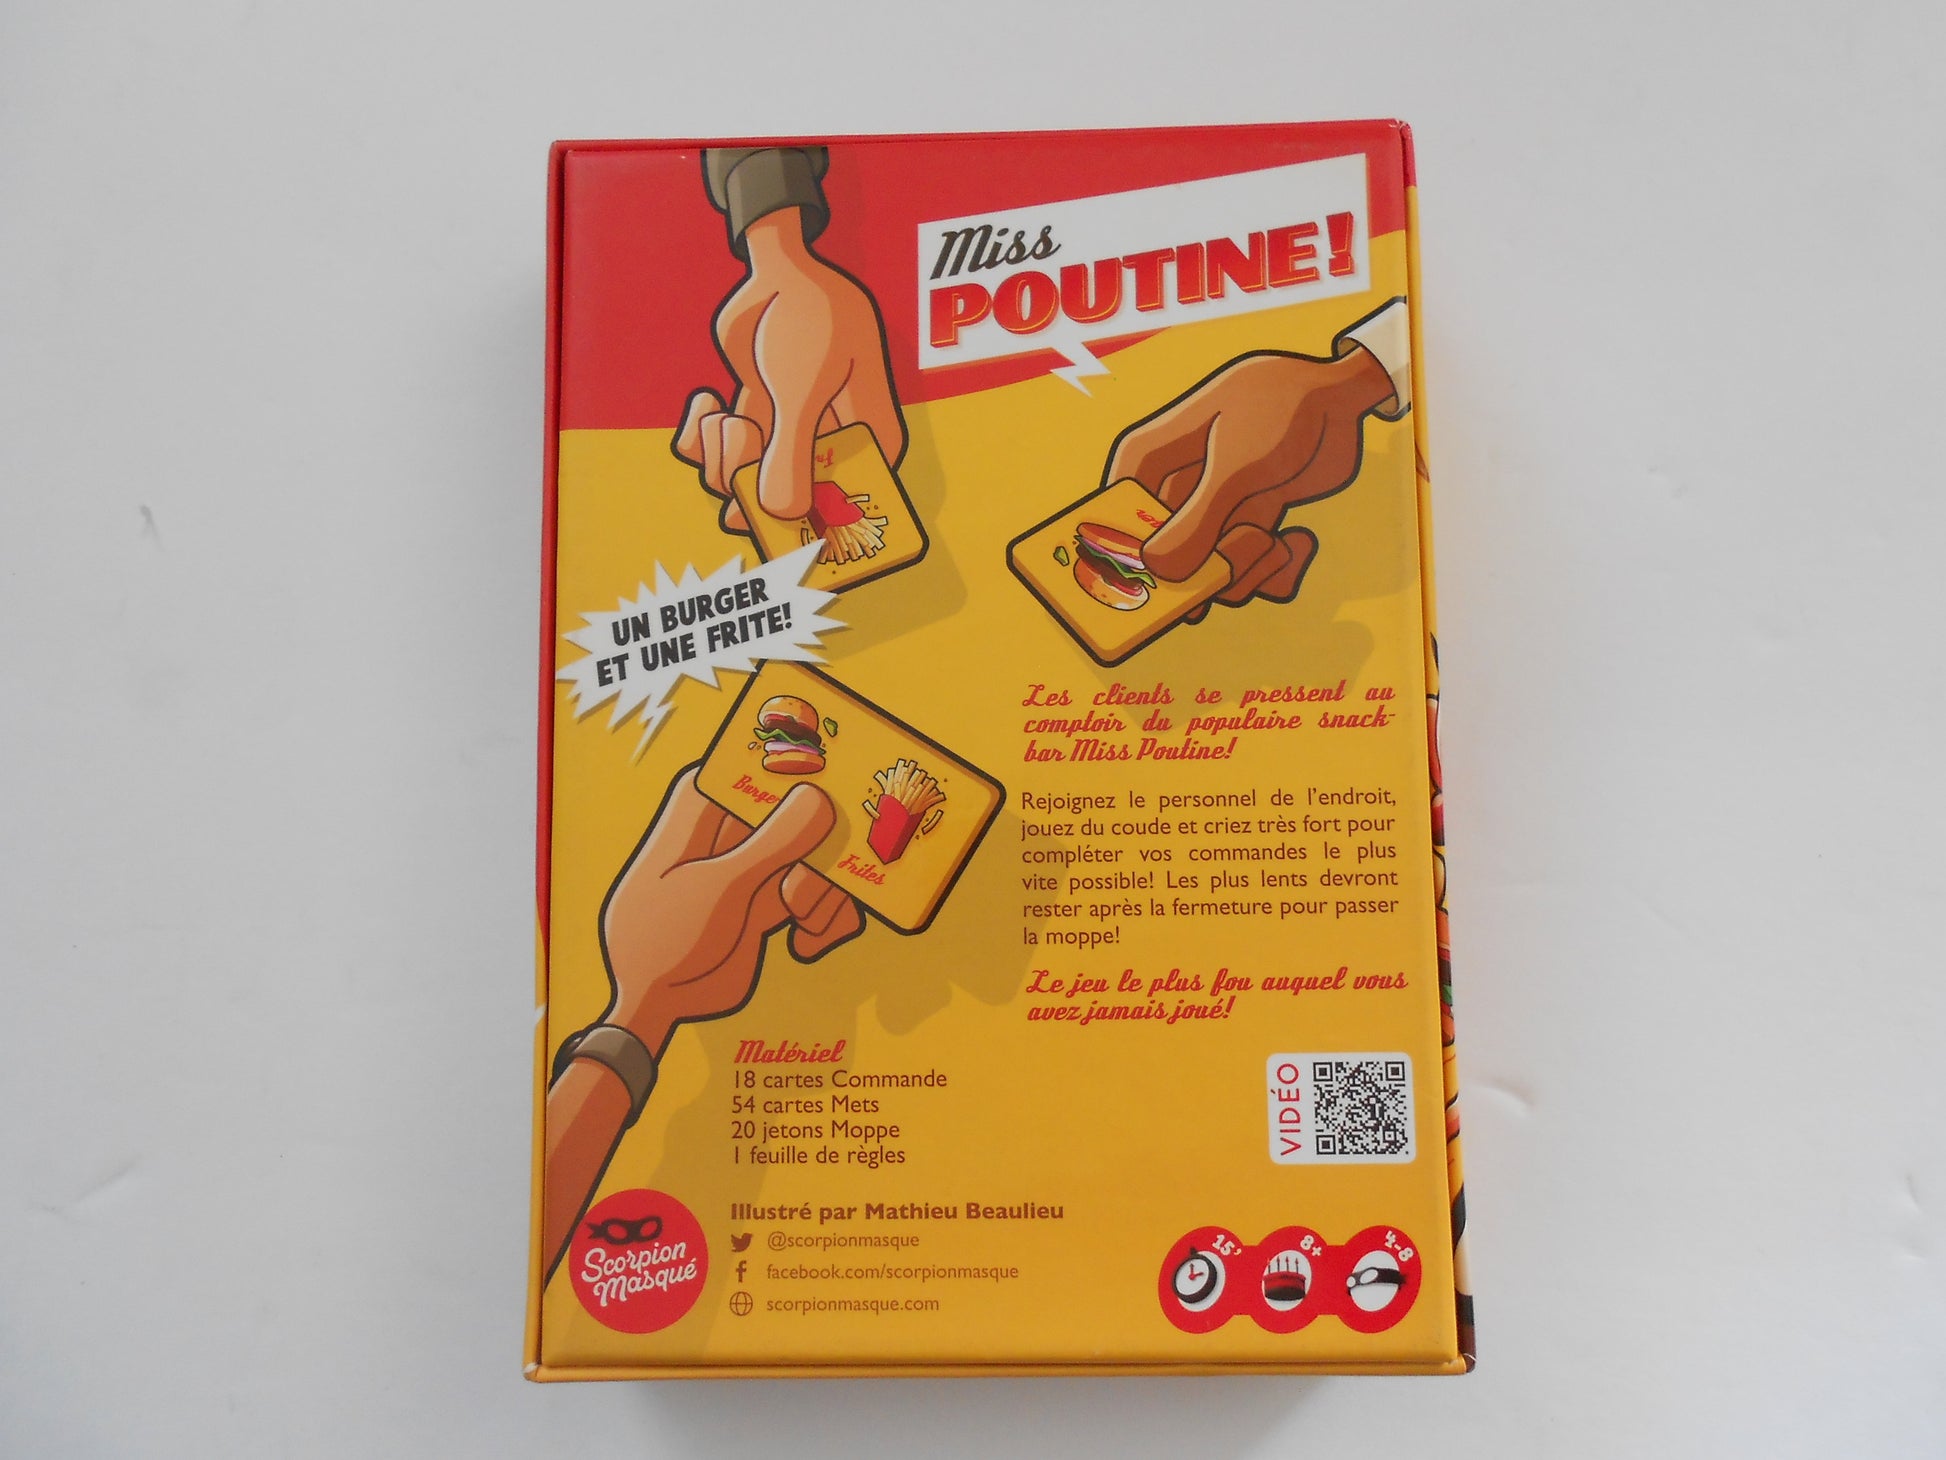 Miss
POUTINE!
UN BURGER
ET UNE FRITE!
Burge
Frites
Les clients se pressent au
comptoir du populaire snack-
bar Miss Poutine!
Rejoignez le personnel de l'endroit,
jouez du coude et criez très fort pour
compléter vos commandes le plus
vite possible! Les plus lents devront
rester après la fermeture pour passer
la moppe!
Le jeu le plus fou auquel vous
avez jamais joué!
Matériel
18 cartes Commande
54 cartes Mets
20 jetons Moppe
1 feuille de règles
VIDÉO
Illustré par Mathieu Beaulieu
@scorpionmasque
facebook.com/scorpionmasque
scorpionmasque.com
Scorpion
Masqué
15'
8+
4-8